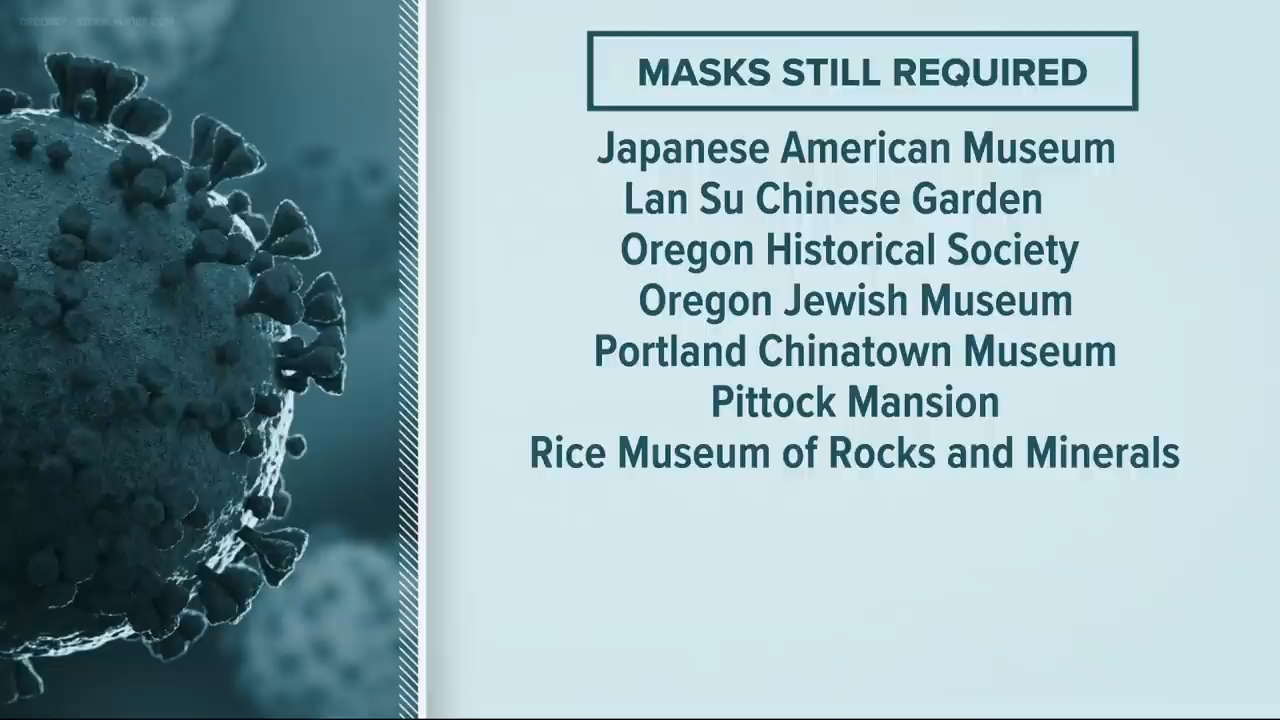 MASKS STILL REQUIRED
Japanese American Museum
Lan Su Chinese Garden
Oregon Historical Society
Oregon Jewish Museum
Portland Chinatown Museum
Pittock Mansion
Rice Museum of Rocks and Minerals